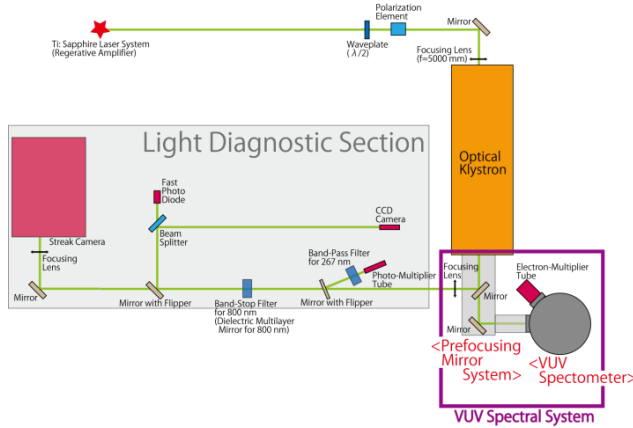 Polarization
Element
Mirror
Ti: Sapphire Laser System
(Regerative Amplifier)
Waveplate
(λ/2)
Focusing Lens
(f=5000 mm)
Light Diagnostic Section
Optical
Klystron
Fast
Photo
Diode
CCD
Camera
Streak Camera
Beam
Splitter
Focusing
Lens
Band-Pass Filter
for 267 nm
Photo-Multiplier
Tube
Focusing
Lens
Electron-Multiplier
Tube
Mirror
Mirror with Flipper
Band-Stop Filter
for 800 nm
(Dielectric Multilayer
Mirror for 800 nm)
Mirror with Flipper
Mirror
Mirror
<Prefocusing
Mirror
System>
<VUV
Spectometer>
VUV Spectral System